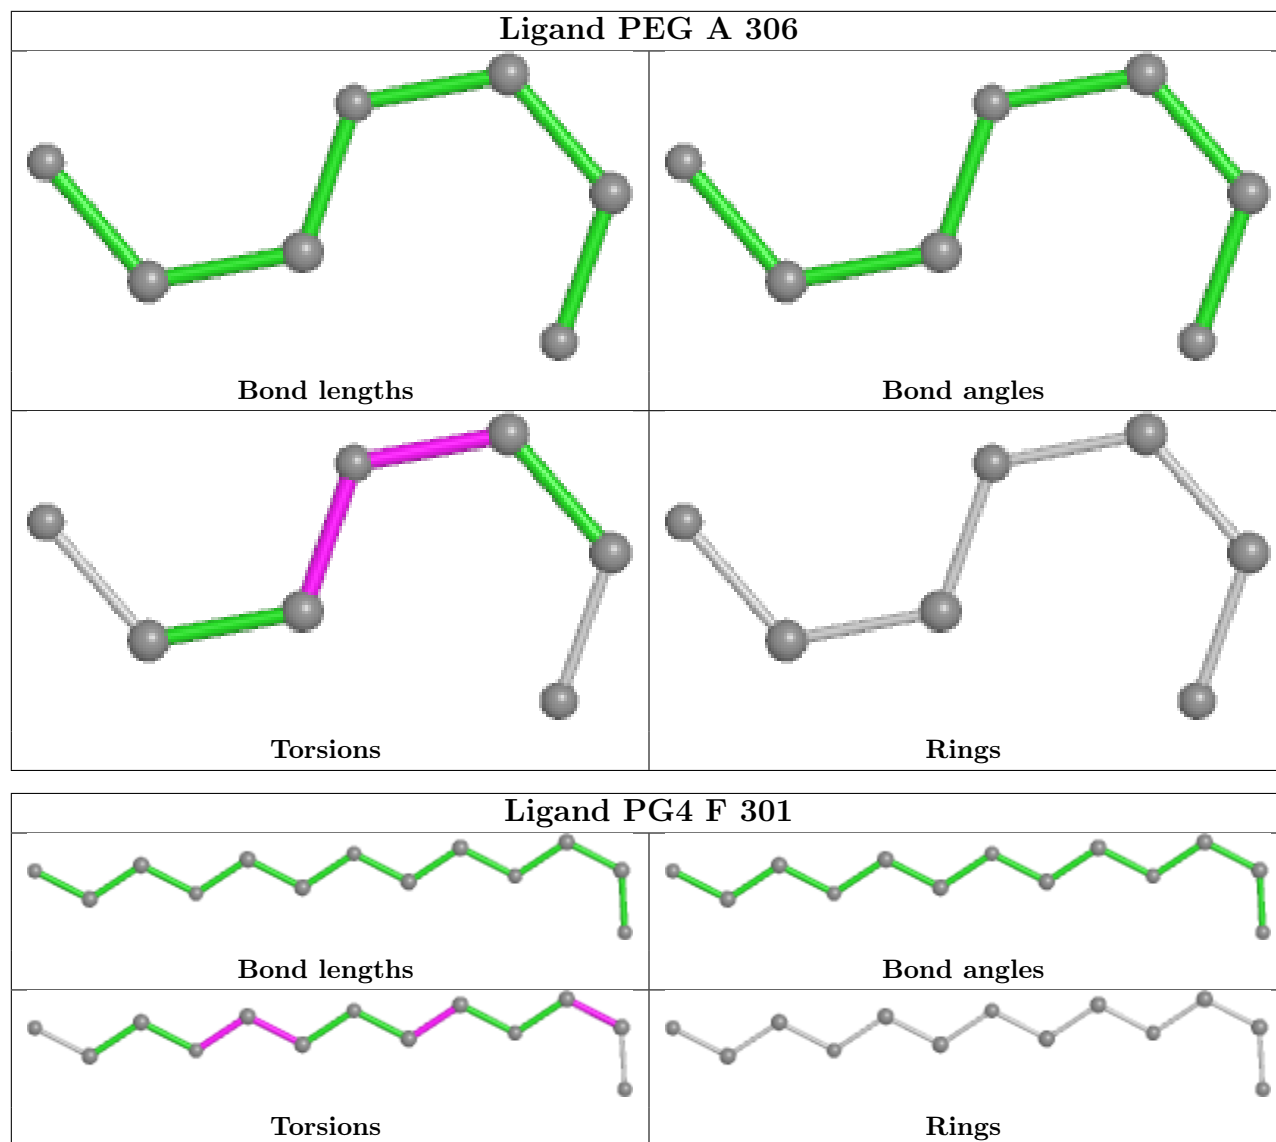 Ligand PEG A 306
Bond lengths
Bond angles
Torsions
Rings
Ligand PG4 F 301
Bond lengths
Bond angles
Torsions
Rings